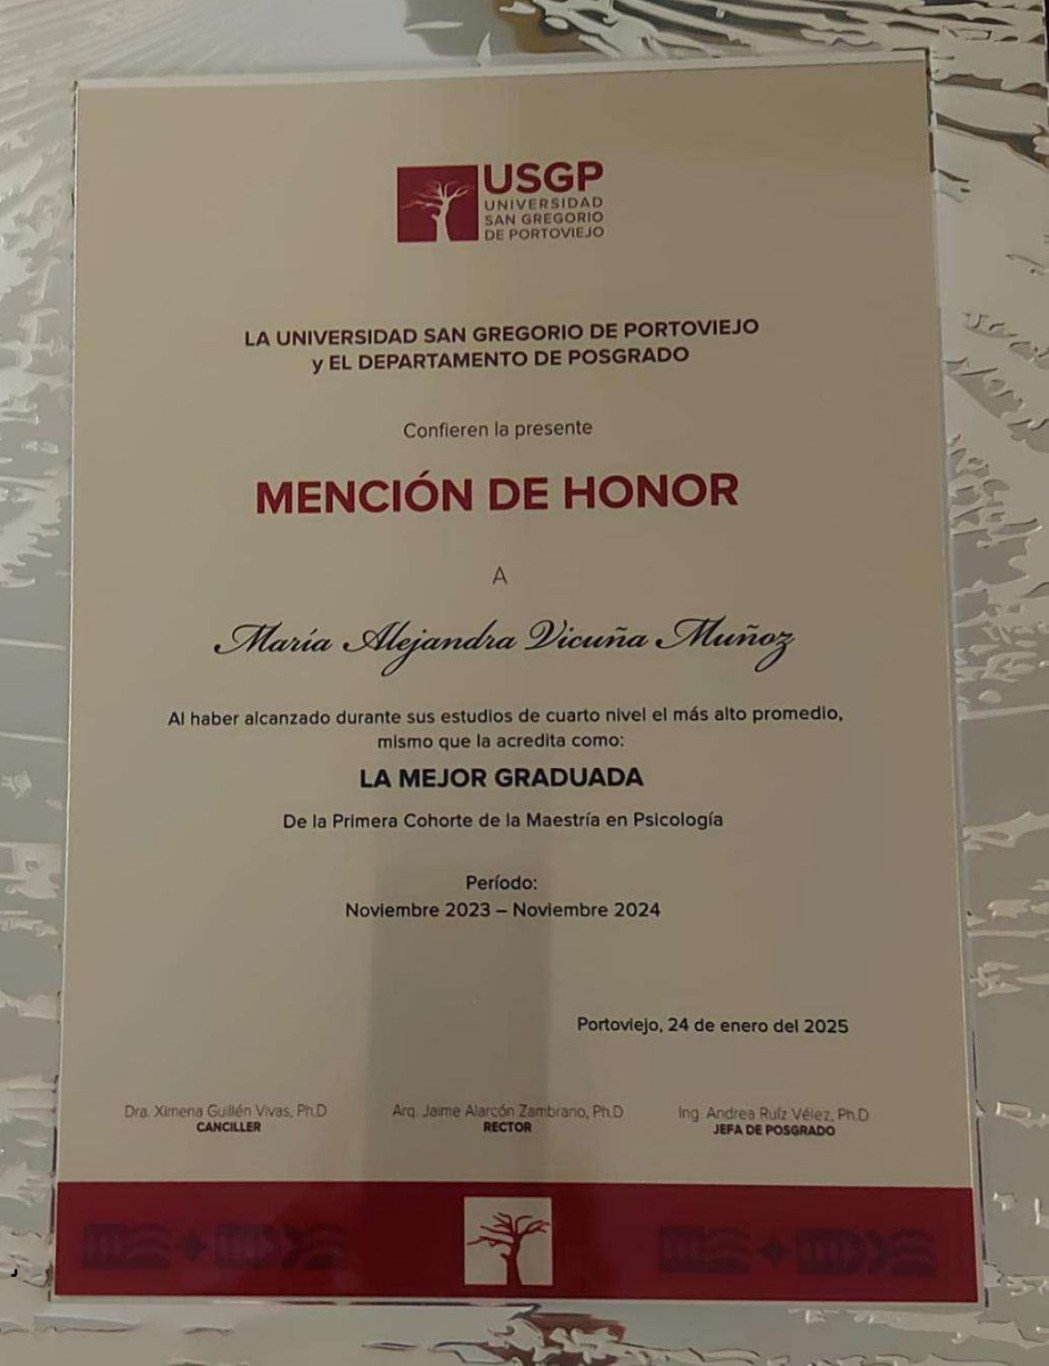 USGP
UNIVERSIDAD
SAN GREGORIO
DE PORTOVIEJO
LA UNIVERSIDAD SAN GREGORIO DE PORTOVIEJO
y EL DEPARTAMENTO DE POSGRADO
Confieren la presente
MENCIÓN DE HONOR
A
María Alejandra Vicuña Muñoz
Al haber alcanzado durante sus estudios de cuarto nivel el más alto promedio,
mismo que la acredita como:
LA MEJOR GRADUADA
De la Primera Cohorte de la Maestría en Psicología
Período:
Noviembre 2023 – Noviembre 2024
Portoviejo, 24 de enero del 2025
Dra. Ximena Guillén Vivas, Ph.D
CANCILLER
Arq. Jaime Alarcón Zambrano, Ph.D
RECTOR
Ing. Andrea Ruíz Vélez, Ph.D
JEFA DE POSGRADO